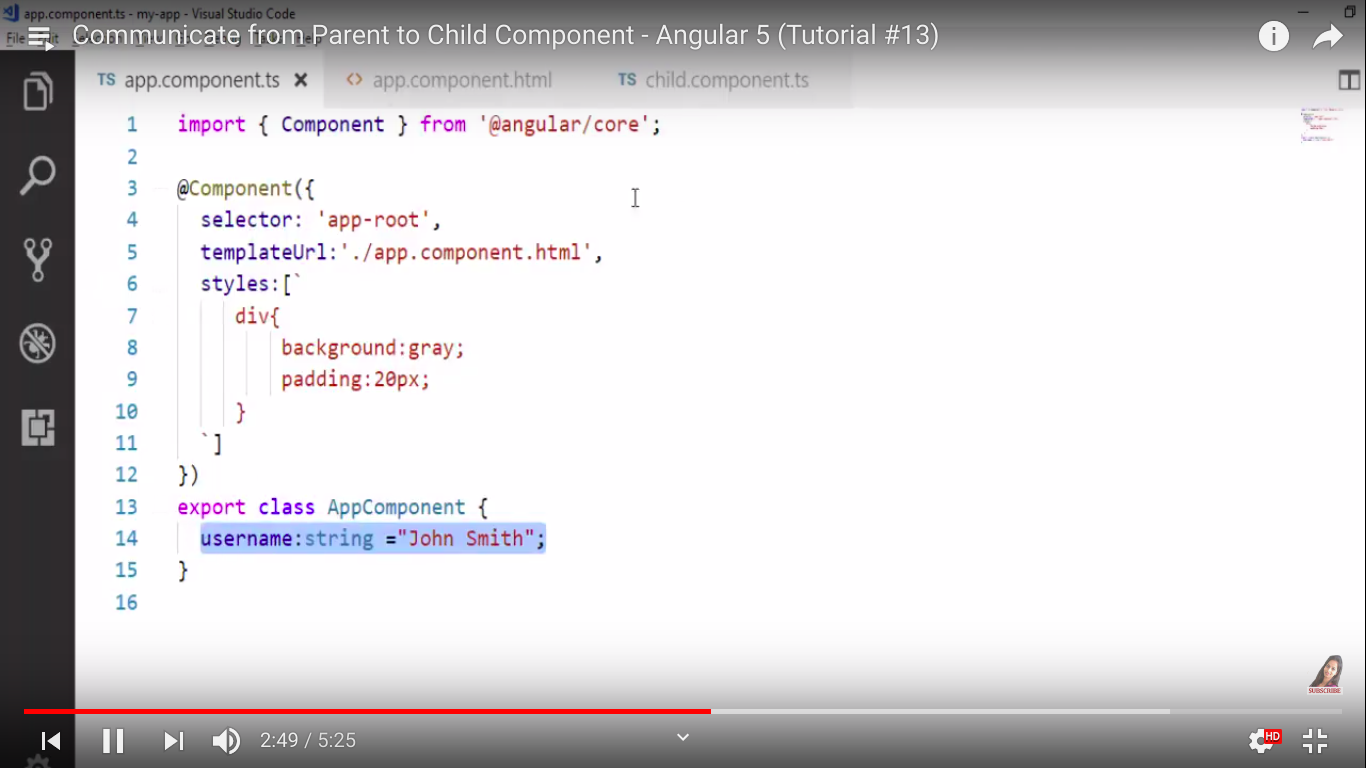 app.component.ts - my-app - Visual Studio Code
File
Communicate from Parent to Child Component - Angular 5 (Tutorial #13)
TS app.component.ts
<> app.component.html
TS child.component.ts
1 import { Component } from '@angular/core';
2
3 @Component({
4 selector: 'app-root',
5 templateUrl:'./app.component.html',
6 styles:[`
7 div{
8 background:gray;
9 padding:20px;
10 }
11 `]
12 })
13 export class AppComponent {
14 username:string ="John Smith";
15 }
16
SUBSCRIBE
2:49 / 5:25
HD